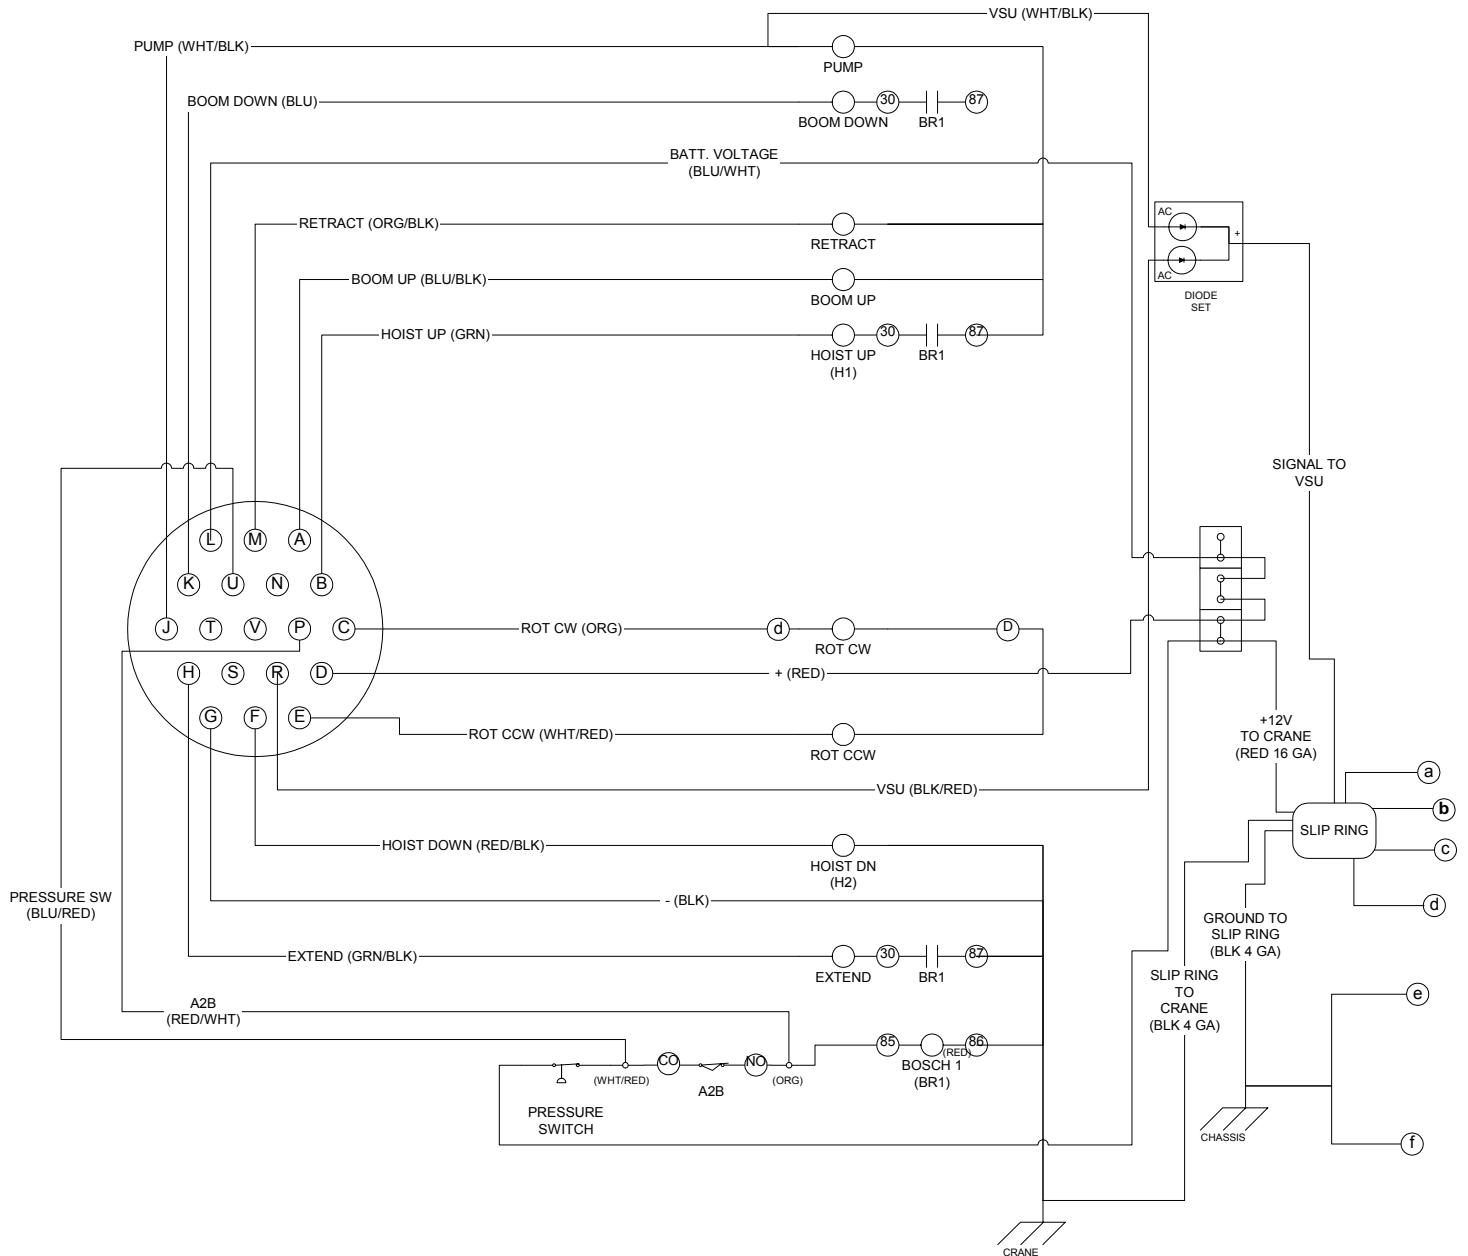 VSU (WHT/BLK)
PUMP (WHT/BLK)
PUMP
BOOM DOWN (BLU)
30
87
BOOM DOWN
BR1
BATT. VOLTAGE
(BLU/WHT)
RETRACT (ORG/BLK)
RETRACT
AC
+
AC
DIODE
SET
BOOM UP (BLU/BLK)
BOOM UP
HOIST UP (GRN)
30
87
HOIST UP
(H1)
BR1
SIGNAL TO
VSU
L
M
A
K
U
N
B
J
T
V
P
C
H
S
R
D
G
F
E
ROT CW (ORG)
d
ROT CW
D
+ (RED)
ROT CCW (WHT/RED)
ROT CCW
+12V
TO CRANE
(RED 16 GA)
VSU (BLK/RED)
SLIP RING
a
b
c
d
HOIST DOWN (RED/BLK)
HOIST DN
(H2)
PRESSURE SW
(BLU/RED)
- (BLK)
GROUND TO
SLIP RING
(BLK 4 GA)
EXTEND (GRN/BLK)
30
87
EXTEND
BR1
SLIP RING
TO
CRANE
(BLK 4 GA)
e
f
A2B
(RED/WHT)
85
86
(RED)
BOSCH 1
(BR1)
CO
NO
(WHT/RED)
(ORG)
A2B
PRESSURE
SWITCH
CHASSIS
CRANE